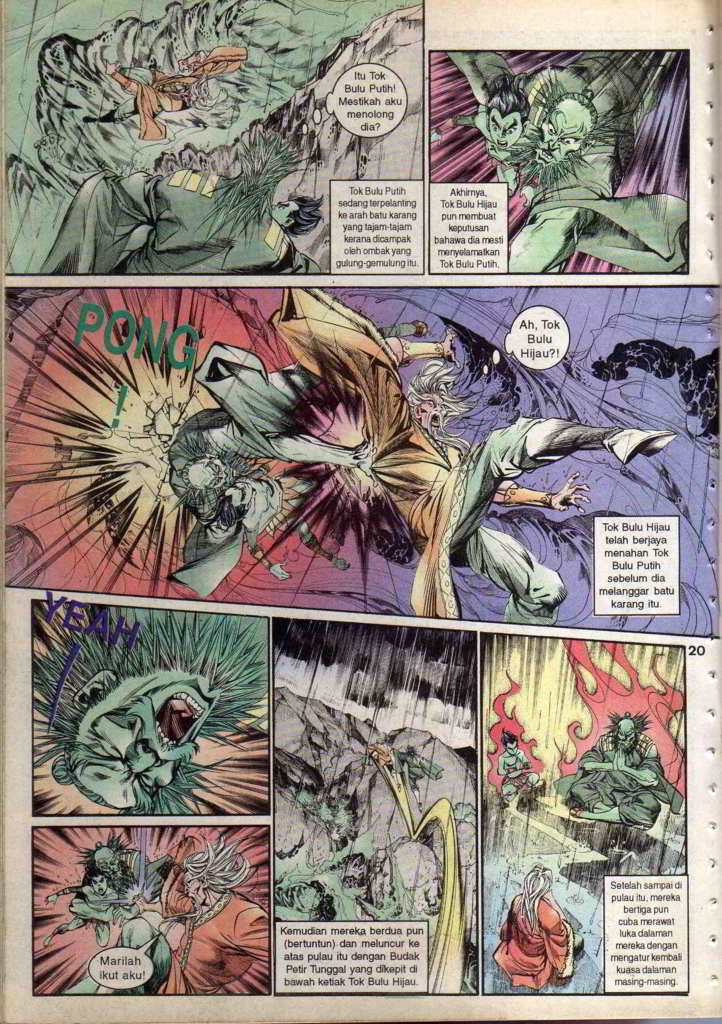 Itu Tok
Bulu Putih!
Mestikah aku
menolong
dia?
Tok Bulu Putih
sedang terpelanting
ke arah batu karang
yang tajam-tajam
kerana dicampak
oleh ombak yang
gulung-gemulung itu.
Akhirnya,
Tok Bulu Hijau
pun membuat
keputusan
bahawa dia mesti
menyelamatkan
Tok Bulu Putih.
PONG
!
Ah, Tok
Bulu
Hijau?!
Tok Bulu Hijau
telah berjaya
menahan Tok
Bulu Putih
sebelum dia
melanggar batu
karang itu.
YEAH
!
Marilah
ikut aku!
Kemudian mereka berdua pun
(bertuntun) dan meluncur ke
atas pulau itu dengan Budak
Petir Tunggal yang dikepit di
bawah ketiak Tok Bulu Hijau.
20
Setelah sampai di
pulau itu, mereka
bertiga pun
cuba merawat
luka dalaman
mereka dengan
mengatur kembali
kuasa dalaman
masing-masing.